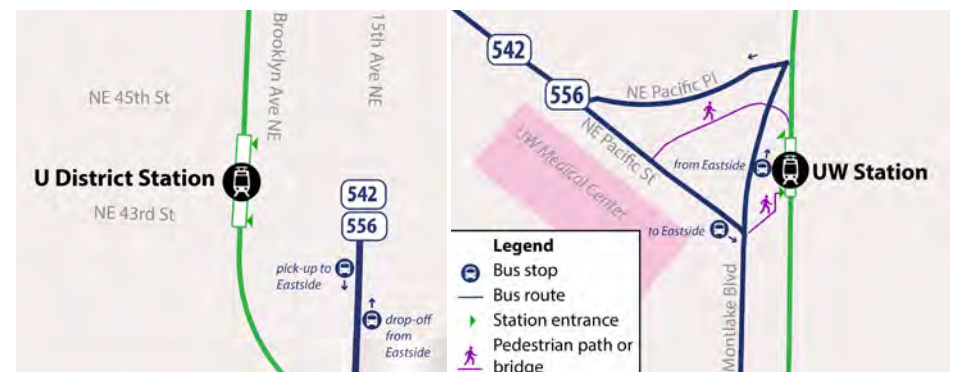 Brooklyn Ave NE
15th Ave NE
NE 45th St
U District Station
NE 43rd St
542
556
pick-up to
Eastside
drop-off
from
Eastside
542
556
NE Pacific Pl
NE Pacific St
UW Medical Center
from Eastside
UW Station
to Eastside
Montlake Blvd
Legend
Bus stop
Bus route
Station entrance
Pedestrian path or
bridge